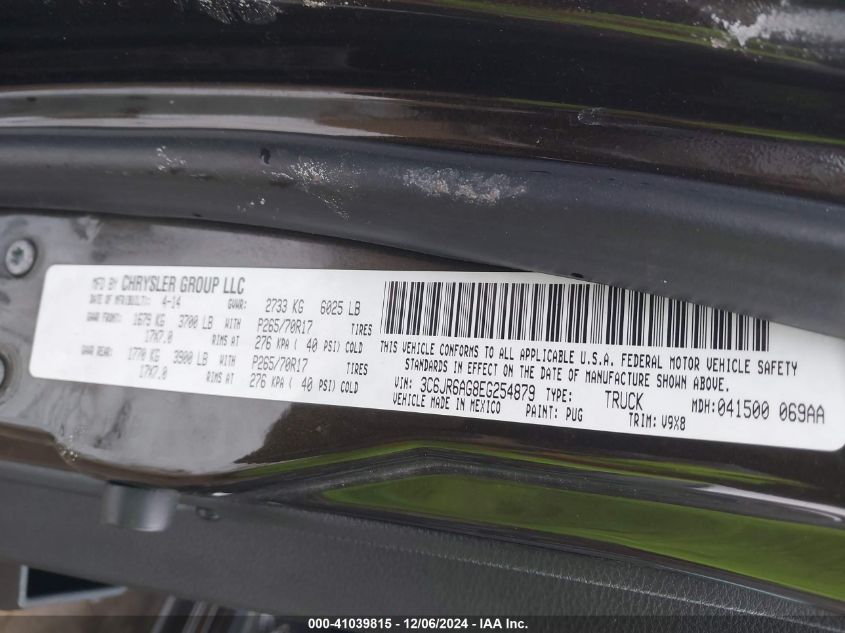 MFD BY CHRYSLER GROUP LLC
DATE OF MFR(BUILT): 4-14 GVWR: 2733 KG 6025 LB
GAWR FRONT: 1679 KG 3700 LB WITH P265/70R17 TIRES
17X7.0 RIMS AT 276 KPA ( 40 PSI) COLD
GAWR REAR: 1770 KG 3900 LB WITH P265/70R17 TIRES
17X7.0 RIMS AT 276 KPA ( 40 PSI) COLD
THIS VEHICLE CONFORMS TO ALL APPLICABLE U.S.A. FEDERAL MOTOR VEHICLE SAFETY
STANDARDS IN EFFECT ON THE DATE OF MANUFACTURE SHOWN ABOVE.
VIN: 3C6JR6AG8EG254879 TYPE: TRUCK MDH:041500 069AA
VEHICLE MADE IN MEXICO PAINT: PUG TRIM: V9X8
000-41039815 - 12/06/2024 - IAA Inc.